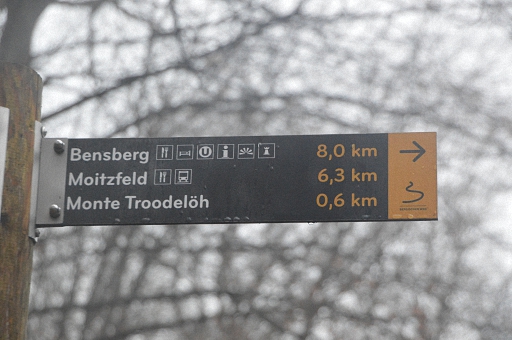 Bensberg 8,0 km
Moitzfeld 6,3 km
Monte Troodelöh 0,6 km